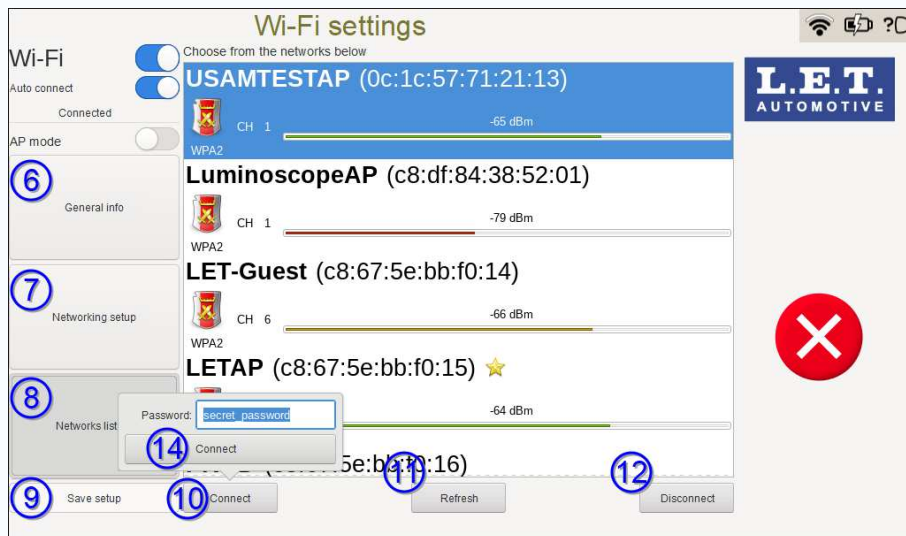 Wi-Fi settings
?
Wi-Fi
Choose from the networks below
Auto connect
Connected
AP mode
USAMTESTAP (0c:1c:57:71:21:13)
CH 1
-65 dBm
WPA2
L.E.T.
AUTOMOTIVE
6
General info
LuminoscopeAP (c8:df:84:38:52:01)
CH 1
-79 dBm
WPA2
7
Networking setup
LET-Guest (c8:67:5e:bb:f0:14)
CH 6
-66 dBm
WPA2
LETAP (c8:67:5e:bb:f0:15)
-64 dBm
8
Networks list
Password:
secret_password
14
Connect
5e:bb:f0:16)
9
Save setup
10
Connect
11
Refresh
12
Disconnect